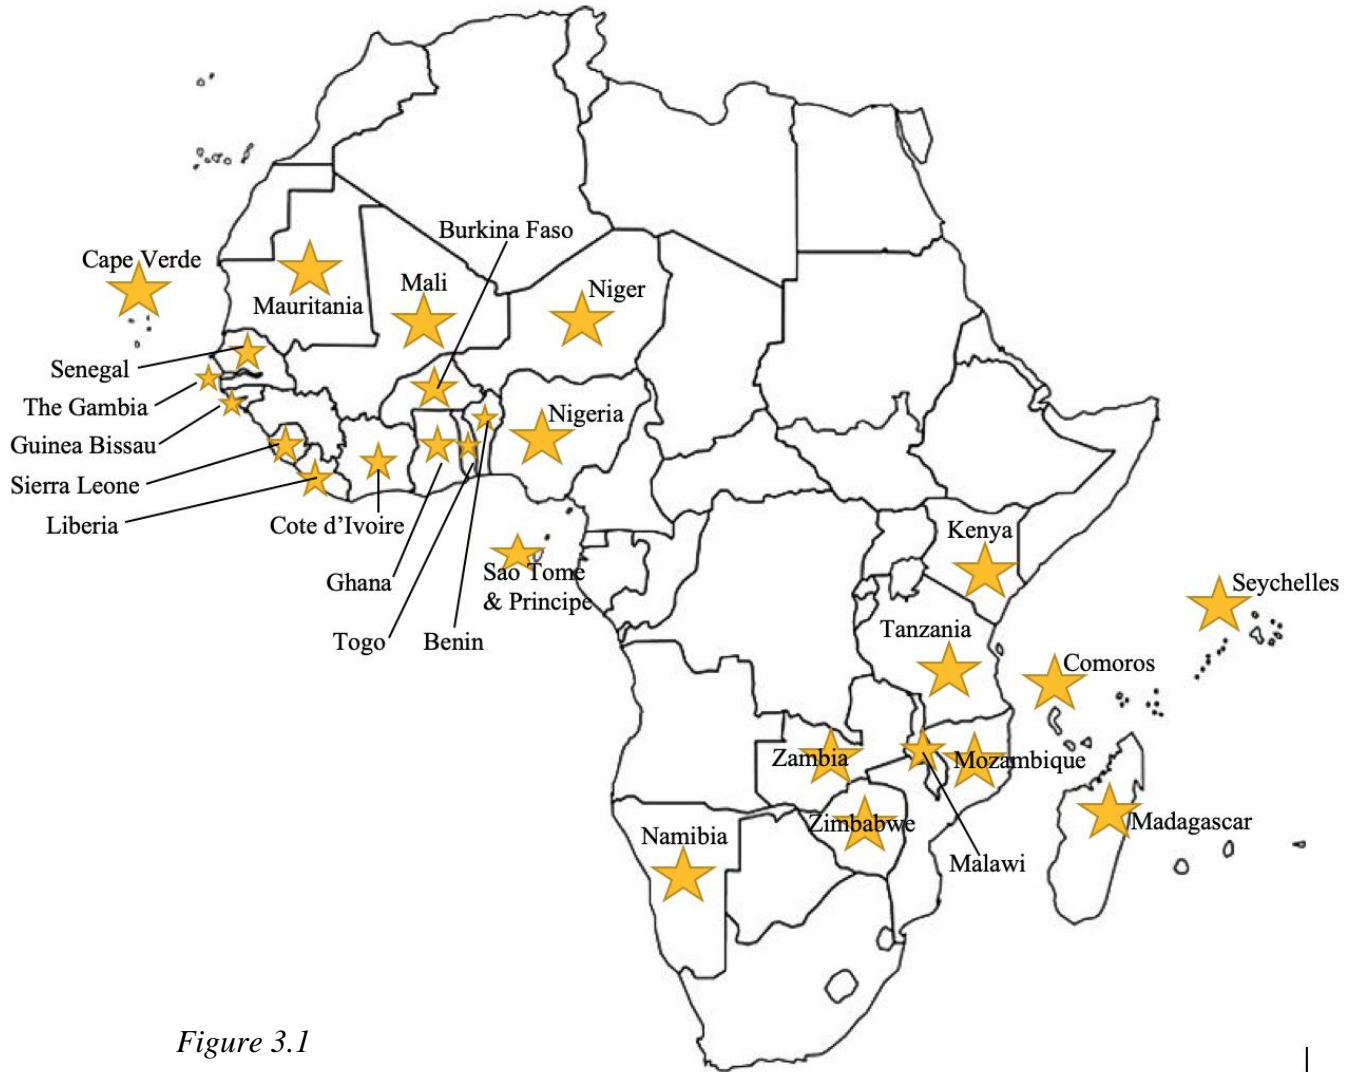 Burkina Faso
Cape Verde
Mali
Niger
Mauritania
Senegal
The Gambia
Nigeria
Guinea Bissau
Sierra Leone
Liberia
Cote d’Ivoire
Kenya
Ghana
Sao Tome
& Principe
Seychelles
Togo
Benin
Tanzania
Comoros
Zambia
Mozambique
Zimbabwe
Madagascar
Namibia
Malawi
Figure 3.1